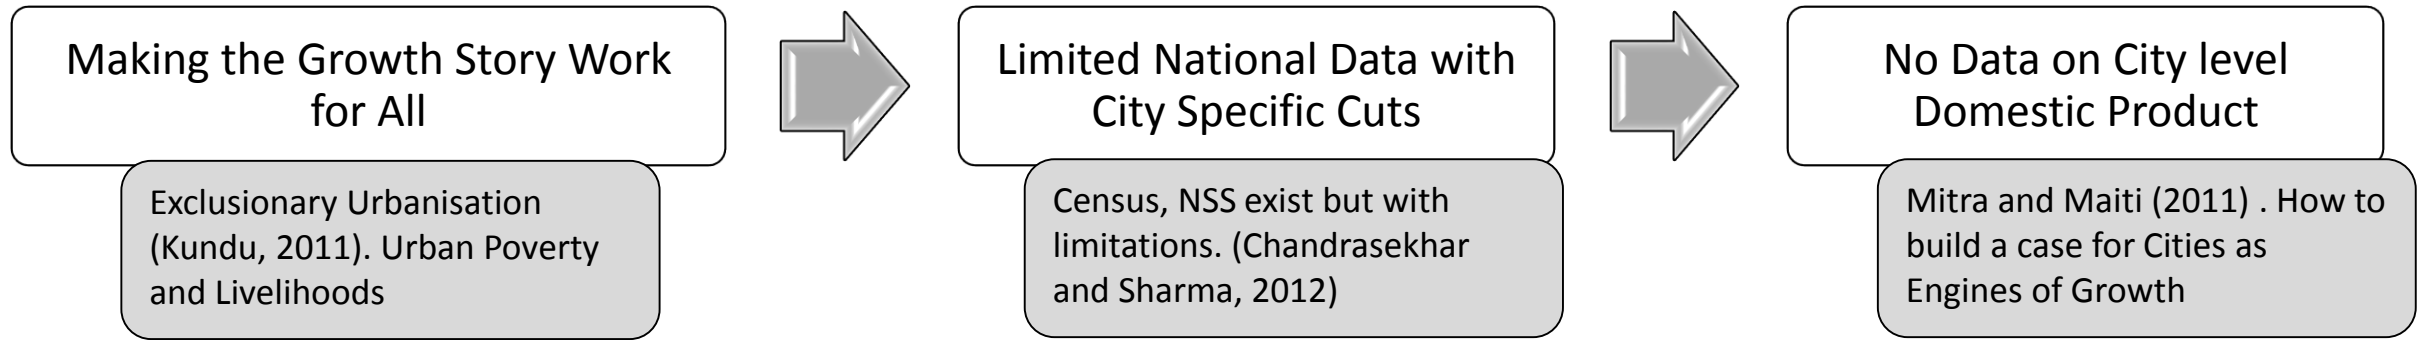 Making the Growth Story Work
for All
Exclusionary Urbanisation
(Kundu, 2011). Urban Poverty
and Livelihoods
Limited National Data with
City Specific Cuts
Census, NSS exist but with
limitations. (Chandrasekhar
and Sharma, 2012)
No Data on City level
Domestic Product
Mitra and Maiti (2011) . How to
build a case for Cities as
Engines of Growth